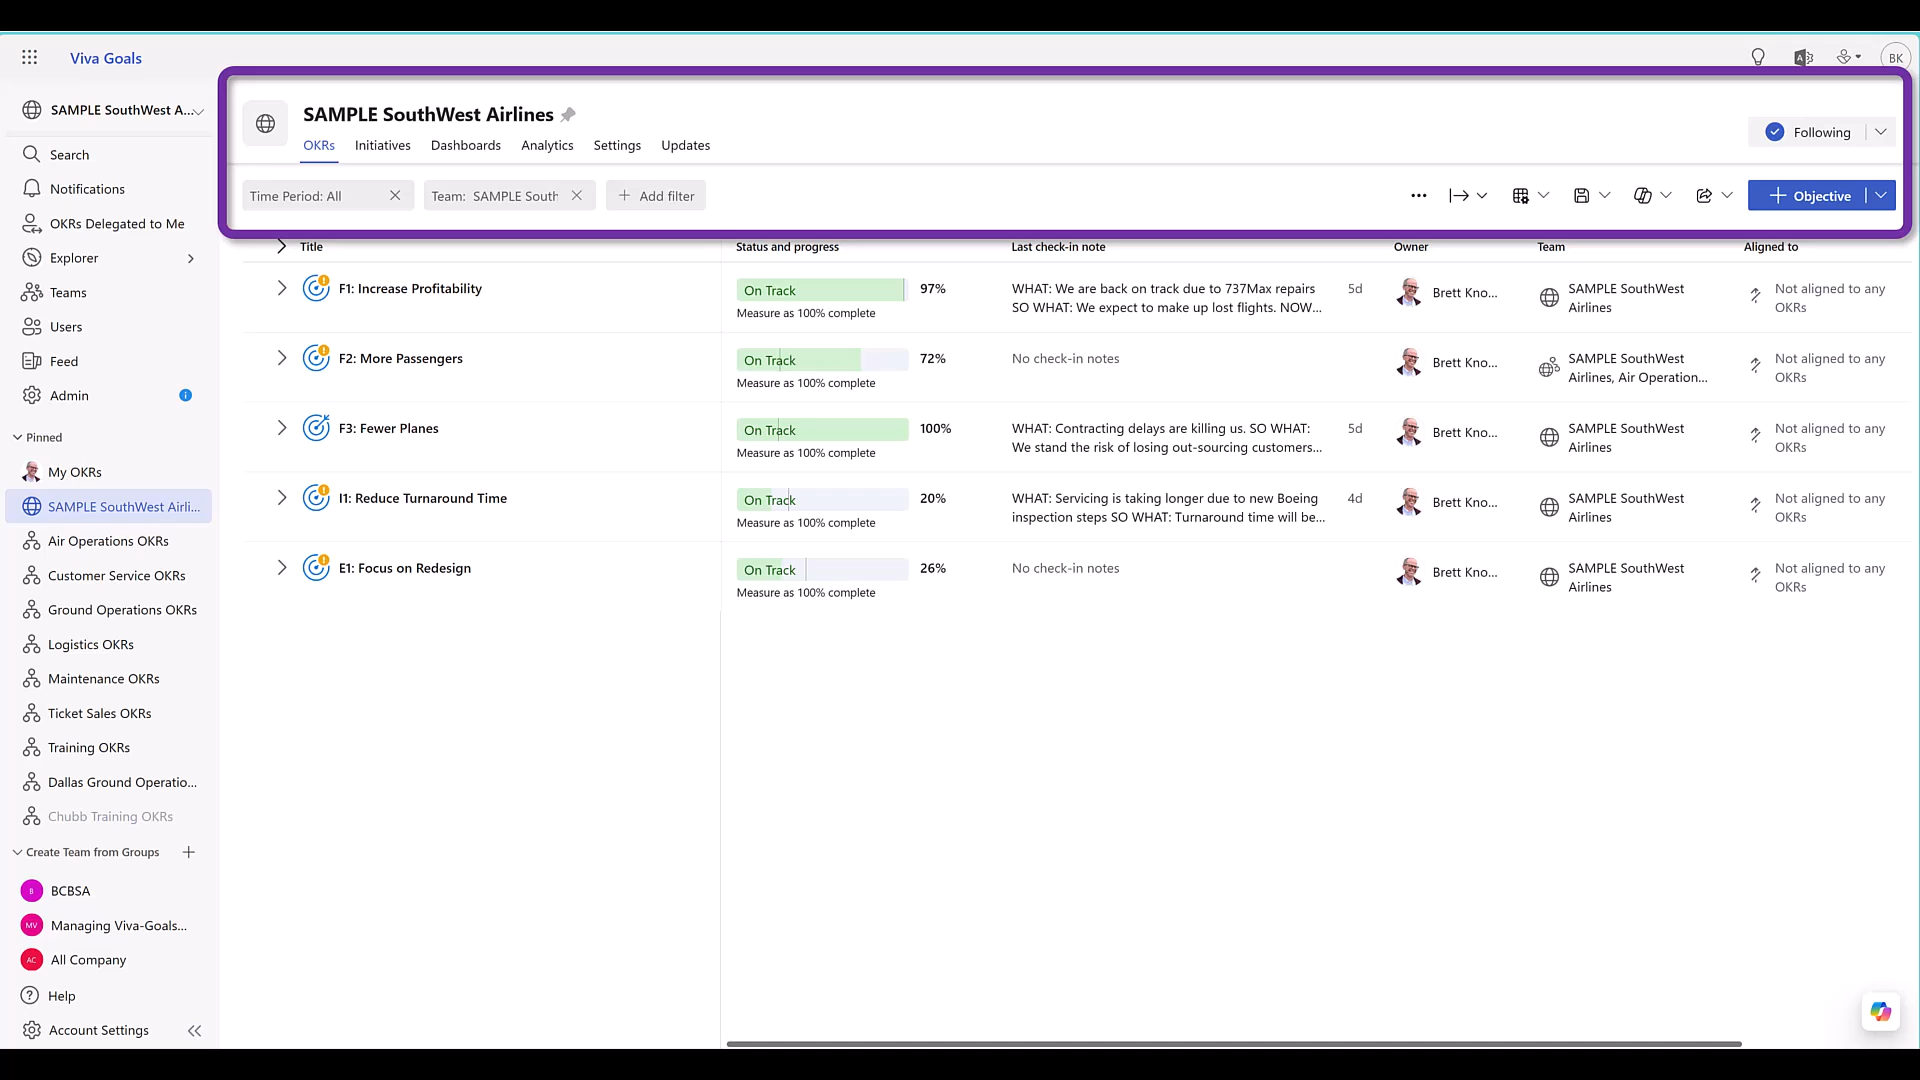 Viva Goals
BK
SAMPLE SouthWest A...
Search
Notifications
OKRs Delegated to Me
Explorer
Teams
Users
Feed
Admin
Pinned
My OKRs
SAMPLE SouthWest Airli...
Air Operations OKRs
Customer Service OKRs
Ground Operations OKRs
Logistics OKRs
Maintenance OKRs
Ticket Sales OKRs
Training OKRs
Dallas Ground Operatio...
Chubb Training OKRs
Create Team from Groups
B BCBSA
MV Managing Viva-Goals...
AC All Company
Help
Account Settings
SAMPLE SouthWest Airlines
Following
OKRs Initiatives Dashboards Analytics Settings Updates
Time Period: All Team: SAMPLE South Add filter Objective
Title Status and progress Last check-in note Owner Team Aligned to
F1: Increase Profitability On Track 97% WHAT: We are back on track due to 737Max repairs 5d Brett Kno... SAMPLE SouthWest Not aligned to any
Measure as 100% complete SO WHAT: We expect to make up lost flights. NOW... Airlines OKRs
F2: More Passengers On Track 72% No check-in notes Brett Kno... SAMPLE SouthWest Not aligned to any
Measure as 100% complete Airlines, Air Operation... OKRs
F3: Fewer Planes On Track 100% WHAT: Contracting delays are killing us. SO WHAT: 5d Brett Kno... SAMPLE SouthWest Not aligned to any
Measure as 100% complete We stand the risk of losing out-sourcing customers... Airlines OKRs
I1: Reduce Turnaround Time On Track 20% WHAT: Servicing is taking longer due to new Boeing 4d Brett Kno... SAMPLE SouthWest Not aligned to any
Measure as 100% complete inspection steps SO WHAT: Turnaround time will be... Airlines OKRs
E1: Focus on Redesign On Track 26% No check-in notes Brett Kno... SAMPLE SouthWest Not aligned to any
Measure as 100% complete Airlines OKRs